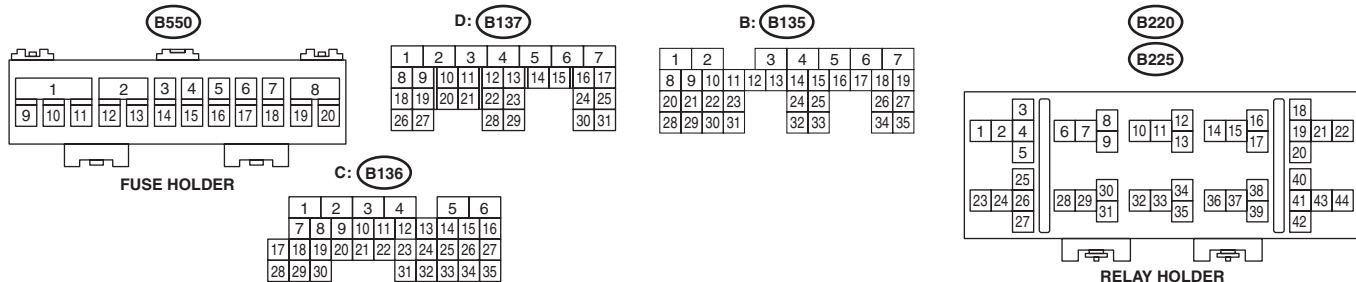 B550
1 2 3 4 5 6 7 8
9 10 11 12 13 14 15 16 17 18 19 20
FUSE HOLDER
D: B137
1 2 3 4 5 6 7
8 9 10 11 12 13 14 15 16 17
18 19 20 21 22 23 24 25
26 27 28 29 30 31
C: B136
1 2 3 4 5 6
7 8 9 10 11 12 13 14 15 16
17 18 19 20 21 22 23 24 25 26 27
28 29 30 31 32 33 34 35
B: B135
1 2 3 4 5 6 7
8 9 10 11 12 13 14 15 16 17 18 19
20 21 22 23 24 25 26 27
28 29 30 31 32 33 34 35
B220
B225
3 8 12 16 18
1 2 4 6 7 10 11 14 15 19 21 22
5 9 13 17 20
25 30 34 38 40
23 24 26 28 29 32 33 36 37 41 43 44
27 31 35 39 42
RELAY HOLDER